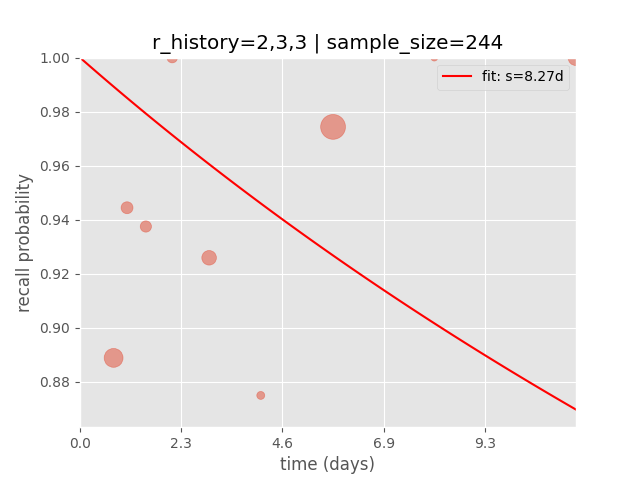 r_history=2,3,3 | sample_size=244
fit: s=8.27d
recall probability
1.00
0.98
0.96
0.94
0.92
0.90
0.88
0.0 2.3 4.6 6.9 9.3
time (days)